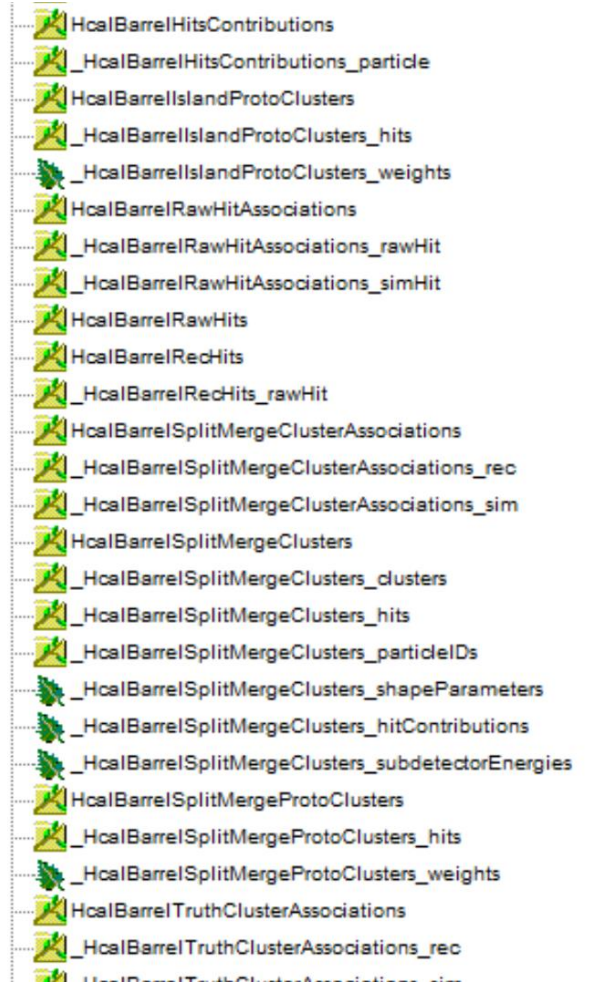 HcalBarrelHitsContributions
_HcalBarrelHitsContributions_particle
HcalBarrelIslandProtoClusters
_HcalBarrelIslandProtoClusters_hits
_HcalBarrelIslandProtoClusters_weights
HcalBarrelRawHitAssociations
_HcalBarrelRawHitAssociations_rawHit
_HcalBarrelRawHitAssociations_simHit
HcalBarrelRawHits
HcalBarrelRecHits
_HcalBarrelRecHits_rawHit
HcalBarrelSplitMergeClusterAssociations
_HcalBarrelSplitMergeClusterAssociations_rec
_HcalBarrelSplitMergeClusterAssociations_sim
HcalBarrelSplitMergeClusters
_HcalBarrelSplitMergeClusters_clusters
_HcalBarrelSplitMergeClusters_hits
_HcalBarrelSplitMergeClusters_particleIDs
_HcalBarrelSplitMergeClusters_shapeParameters
_HcalBarrelSplitMergeClusters_hitContributions
_HcalBarrelSplitMergeClusters_subdetectorEnergies
HcalBarrelSplitMergeProtoClusters
_HcalBarrelSplitMergeProtoClusters_hits
_HcalBarrelSplitMergeProtoClusters_weights
HcalBarrelTruthClusterAssociations
_HcalBarrelTruthClusterAssociations_rec
_HcalBarrelTruthClusterAssociations_sim